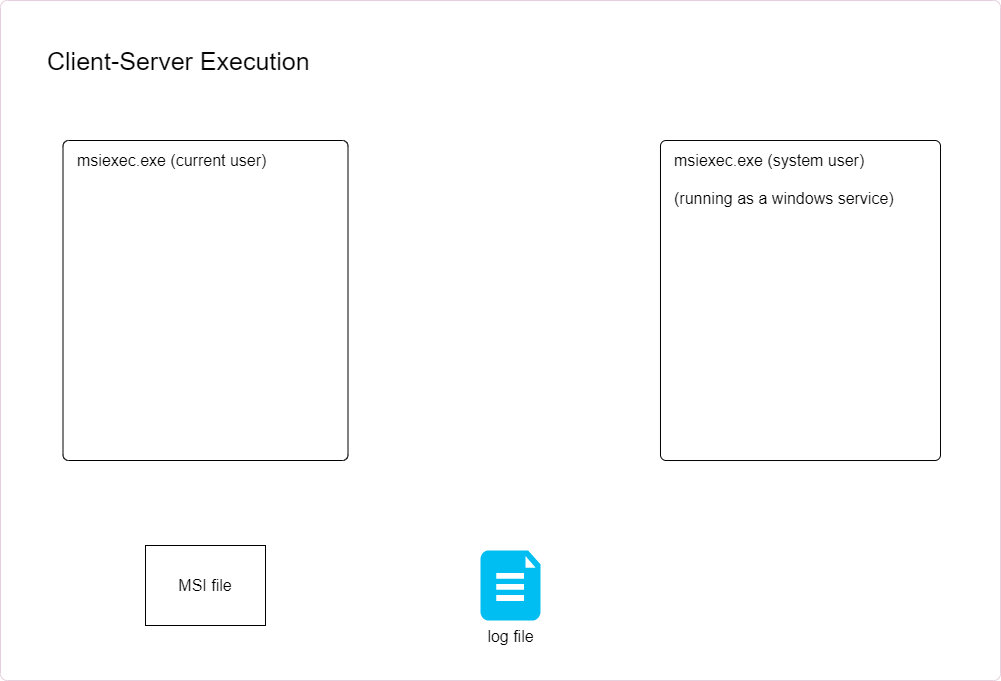 Client-Server Execution
msiexec.exe (current user)
msiexec.exe (system user)
(running as a windows service)
MSI file
log file